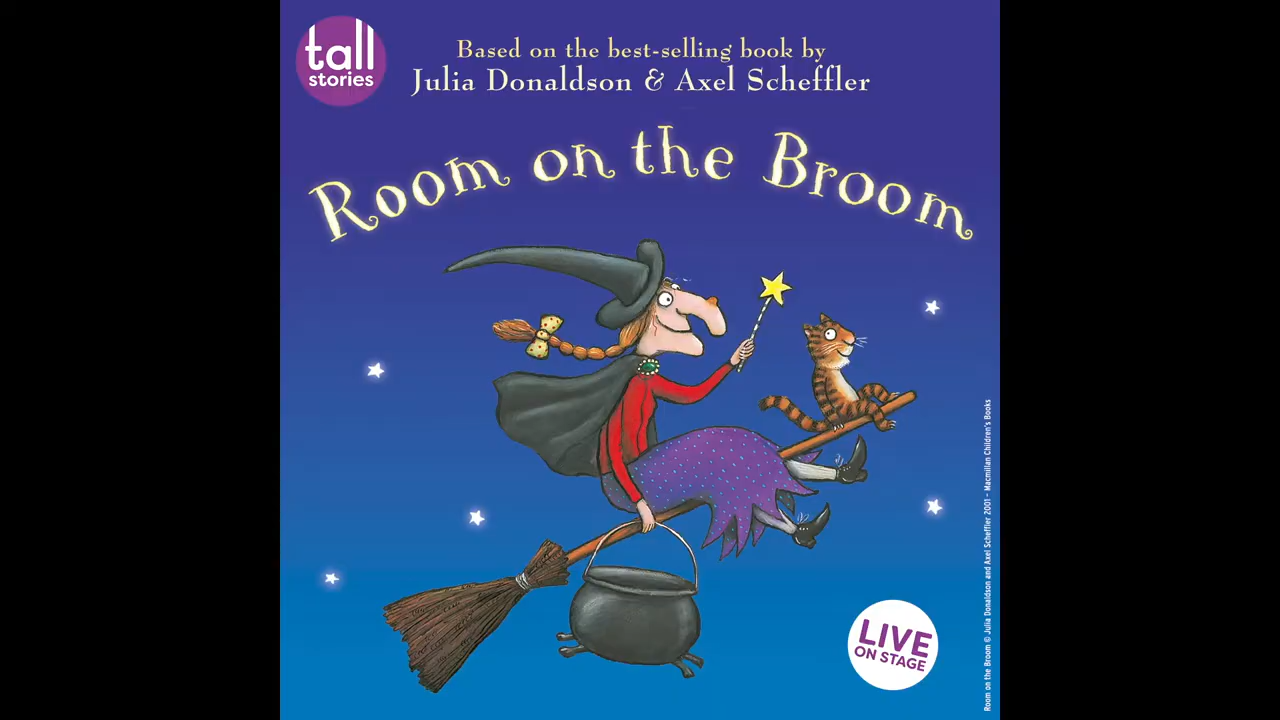 tall
stories
Based on the best-selling book by
Julia Donaldson & Axel Scheffler
Room on the Broom
LIVE
ON STAGE
Room on the Broom © Julia Donaldson and Axel Scheffler 2001 - Macmillan Children's Books